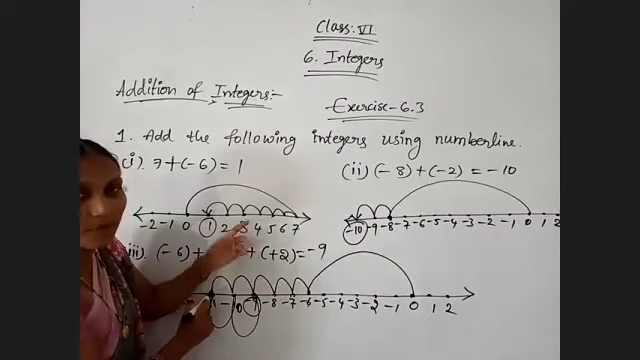 Class: VI
6. Integers
Addition of Integers:-
Exercise-6.3
1. Add the following integers using numberline.
(i). 7+(-6)= 1
(ii) (-8)+(-2)=-10
-2 -1 0 1 2 3 4 5 6 7
-10 -9 -8 -7 -6 -5 -4 -3 -2 -1 0 1 2
iii). (-6)+ + (+2)=-9
-9 -8 -7 -6 -5 -4 -3 -2 -1 0 1 2